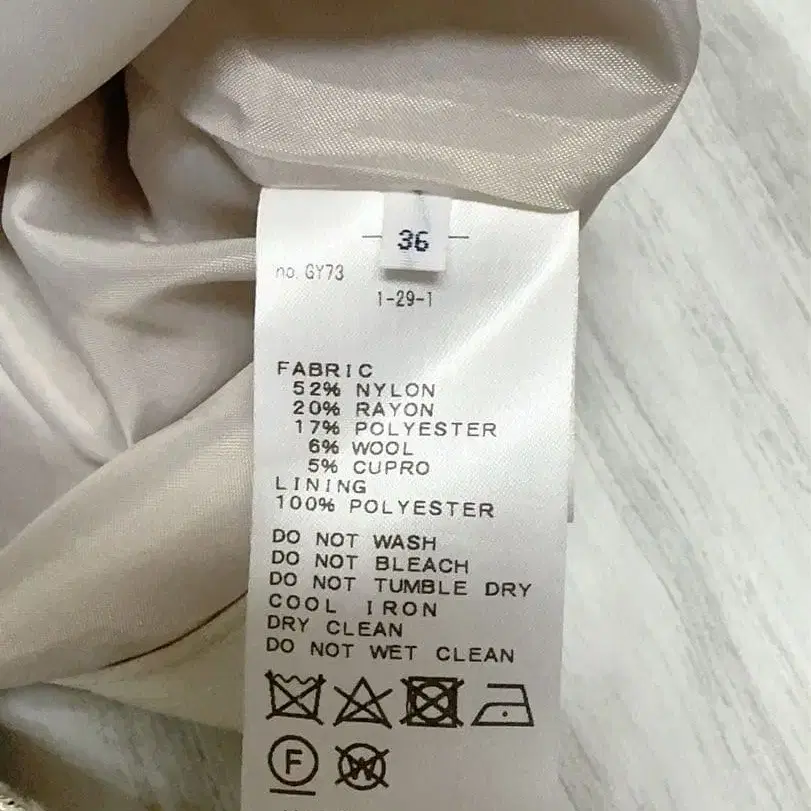 36
no. GY73
1-29-1
FABRIC
52% NYLON
20% RAYON
17% POLYESTER
6% WOOL
5% CUPRO
LINING
100% POLYESTER
DO NOT WASH
DO NOT BLEACH
DO NOT TUMBLE DRY
COOL IRON
DRY CLEAN
DO NOT WET CLEAN
F W